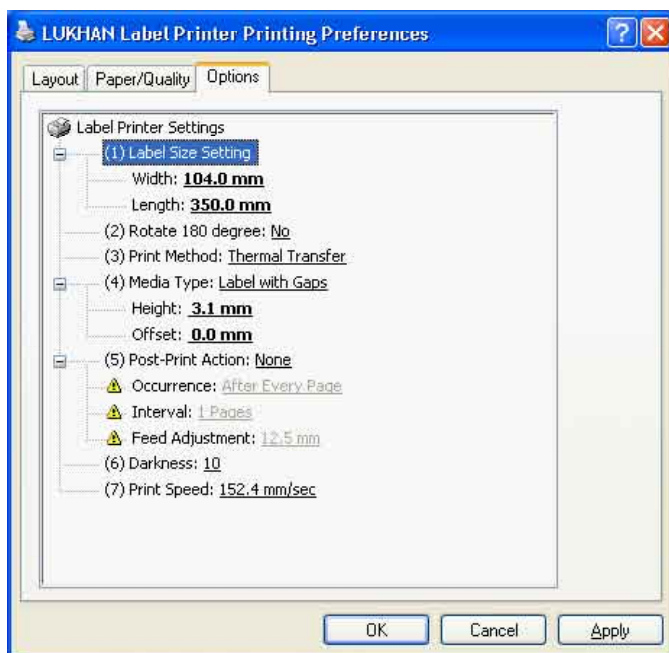 LUKHAN Label Printer Printing Preferences
Layout Paper/Quality Options
Label Printer Settings
(1) Label Size Setting
Width: 104.0 mm
Length: 350.0 mm
(2) Rotate 180 degree: No
(3) Print Method: Thermal Transfer
(4) Media Type: Label with Gaps
Height: 3.1 mm
Offset: 0.0 mm
(5) Post-Print Action: None
Occurrence: After Every Page
Interval: 1 Pages
Feed Adjustment: 12.5 mm
(6) Darkness: 10
(7) Print Speed: 152.4 mm/sec
OK Cancel Apply